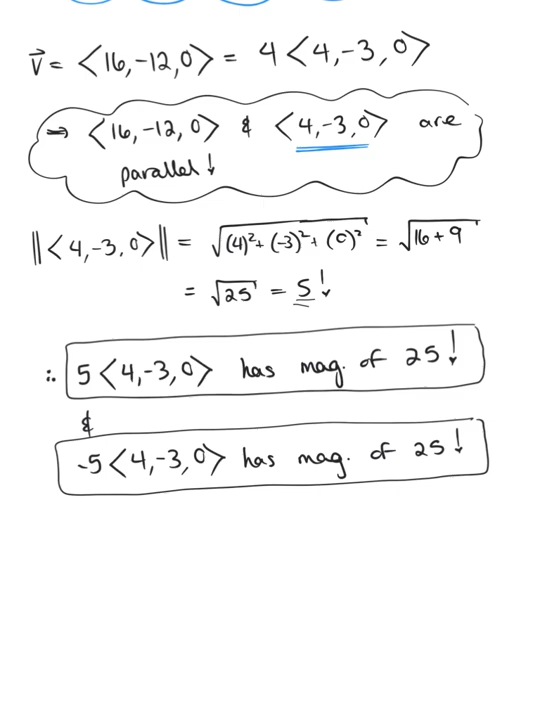 v⃗ = <16,-12,0> = 4<4,-3,0>
⇒ <16,-12,0> & <4,-3,0> are
parallel!
||<4,-3,0>|| = √((4)²+(-3)²+(0)²) = √(16+9)
= √25 = 5!
∴ 5<4,-3,0> has mag. of 25!
&
-5<4,-3,0> has mag. of 25!